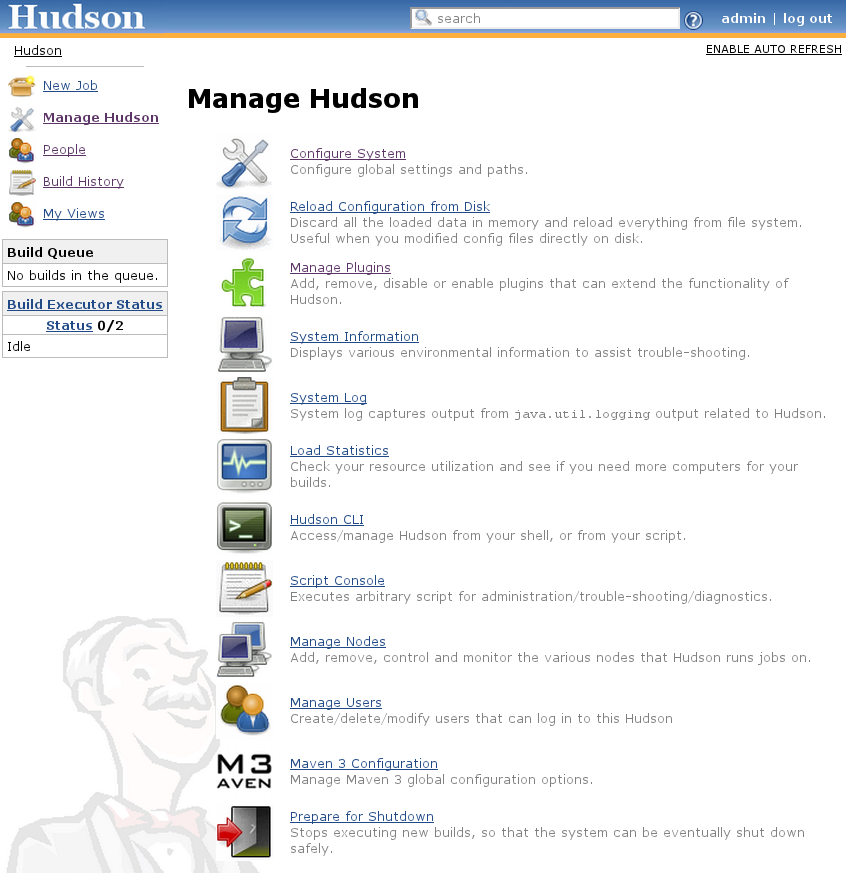 Hudson
search
?
admin | log out
Hudson
ENABLE AUTO REFRESH
New Job
Manage Hudson
People
Build History
My Views
Build Queue
No builds in the queue.
Build Executor Status
Status 0/2
Idle
Manage Hudson
Configure System
Configure global settings and paths.
Reload Configuration from Disk
Discard all the loaded data in memory and reload everything from file system.
Useful when you modified config files directly on disk.
Manage Plugins
Add, remove, disable or enable plugins that can extend the functionality of
Hudson.
System Information
Displays various environmental information to assist trouble-shooting.
System Log
System log captures output from java.util.logging output related to Hudson.
Load Statistics
Check your resource utilization and see if you need more computers for your
builds.
>_
Hudson CLI
Access/manage Hudson from your shell, or from your script.
Script Console
Executes arbitrary script for administration/trouble-shooting/diagnostics.
Manage Nodes
Add, remove, control and monitor the various nodes that Hudson runs jobs on.
Manage Users
Create/delete/modify users that can log in to this Hudson
M3
AVEN
Maven 3 Configuration
Manage Maven 3 global configuration options.
Prepare for Shutdown
Stops executing new builds, so that the system can be eventually shut down
safely.